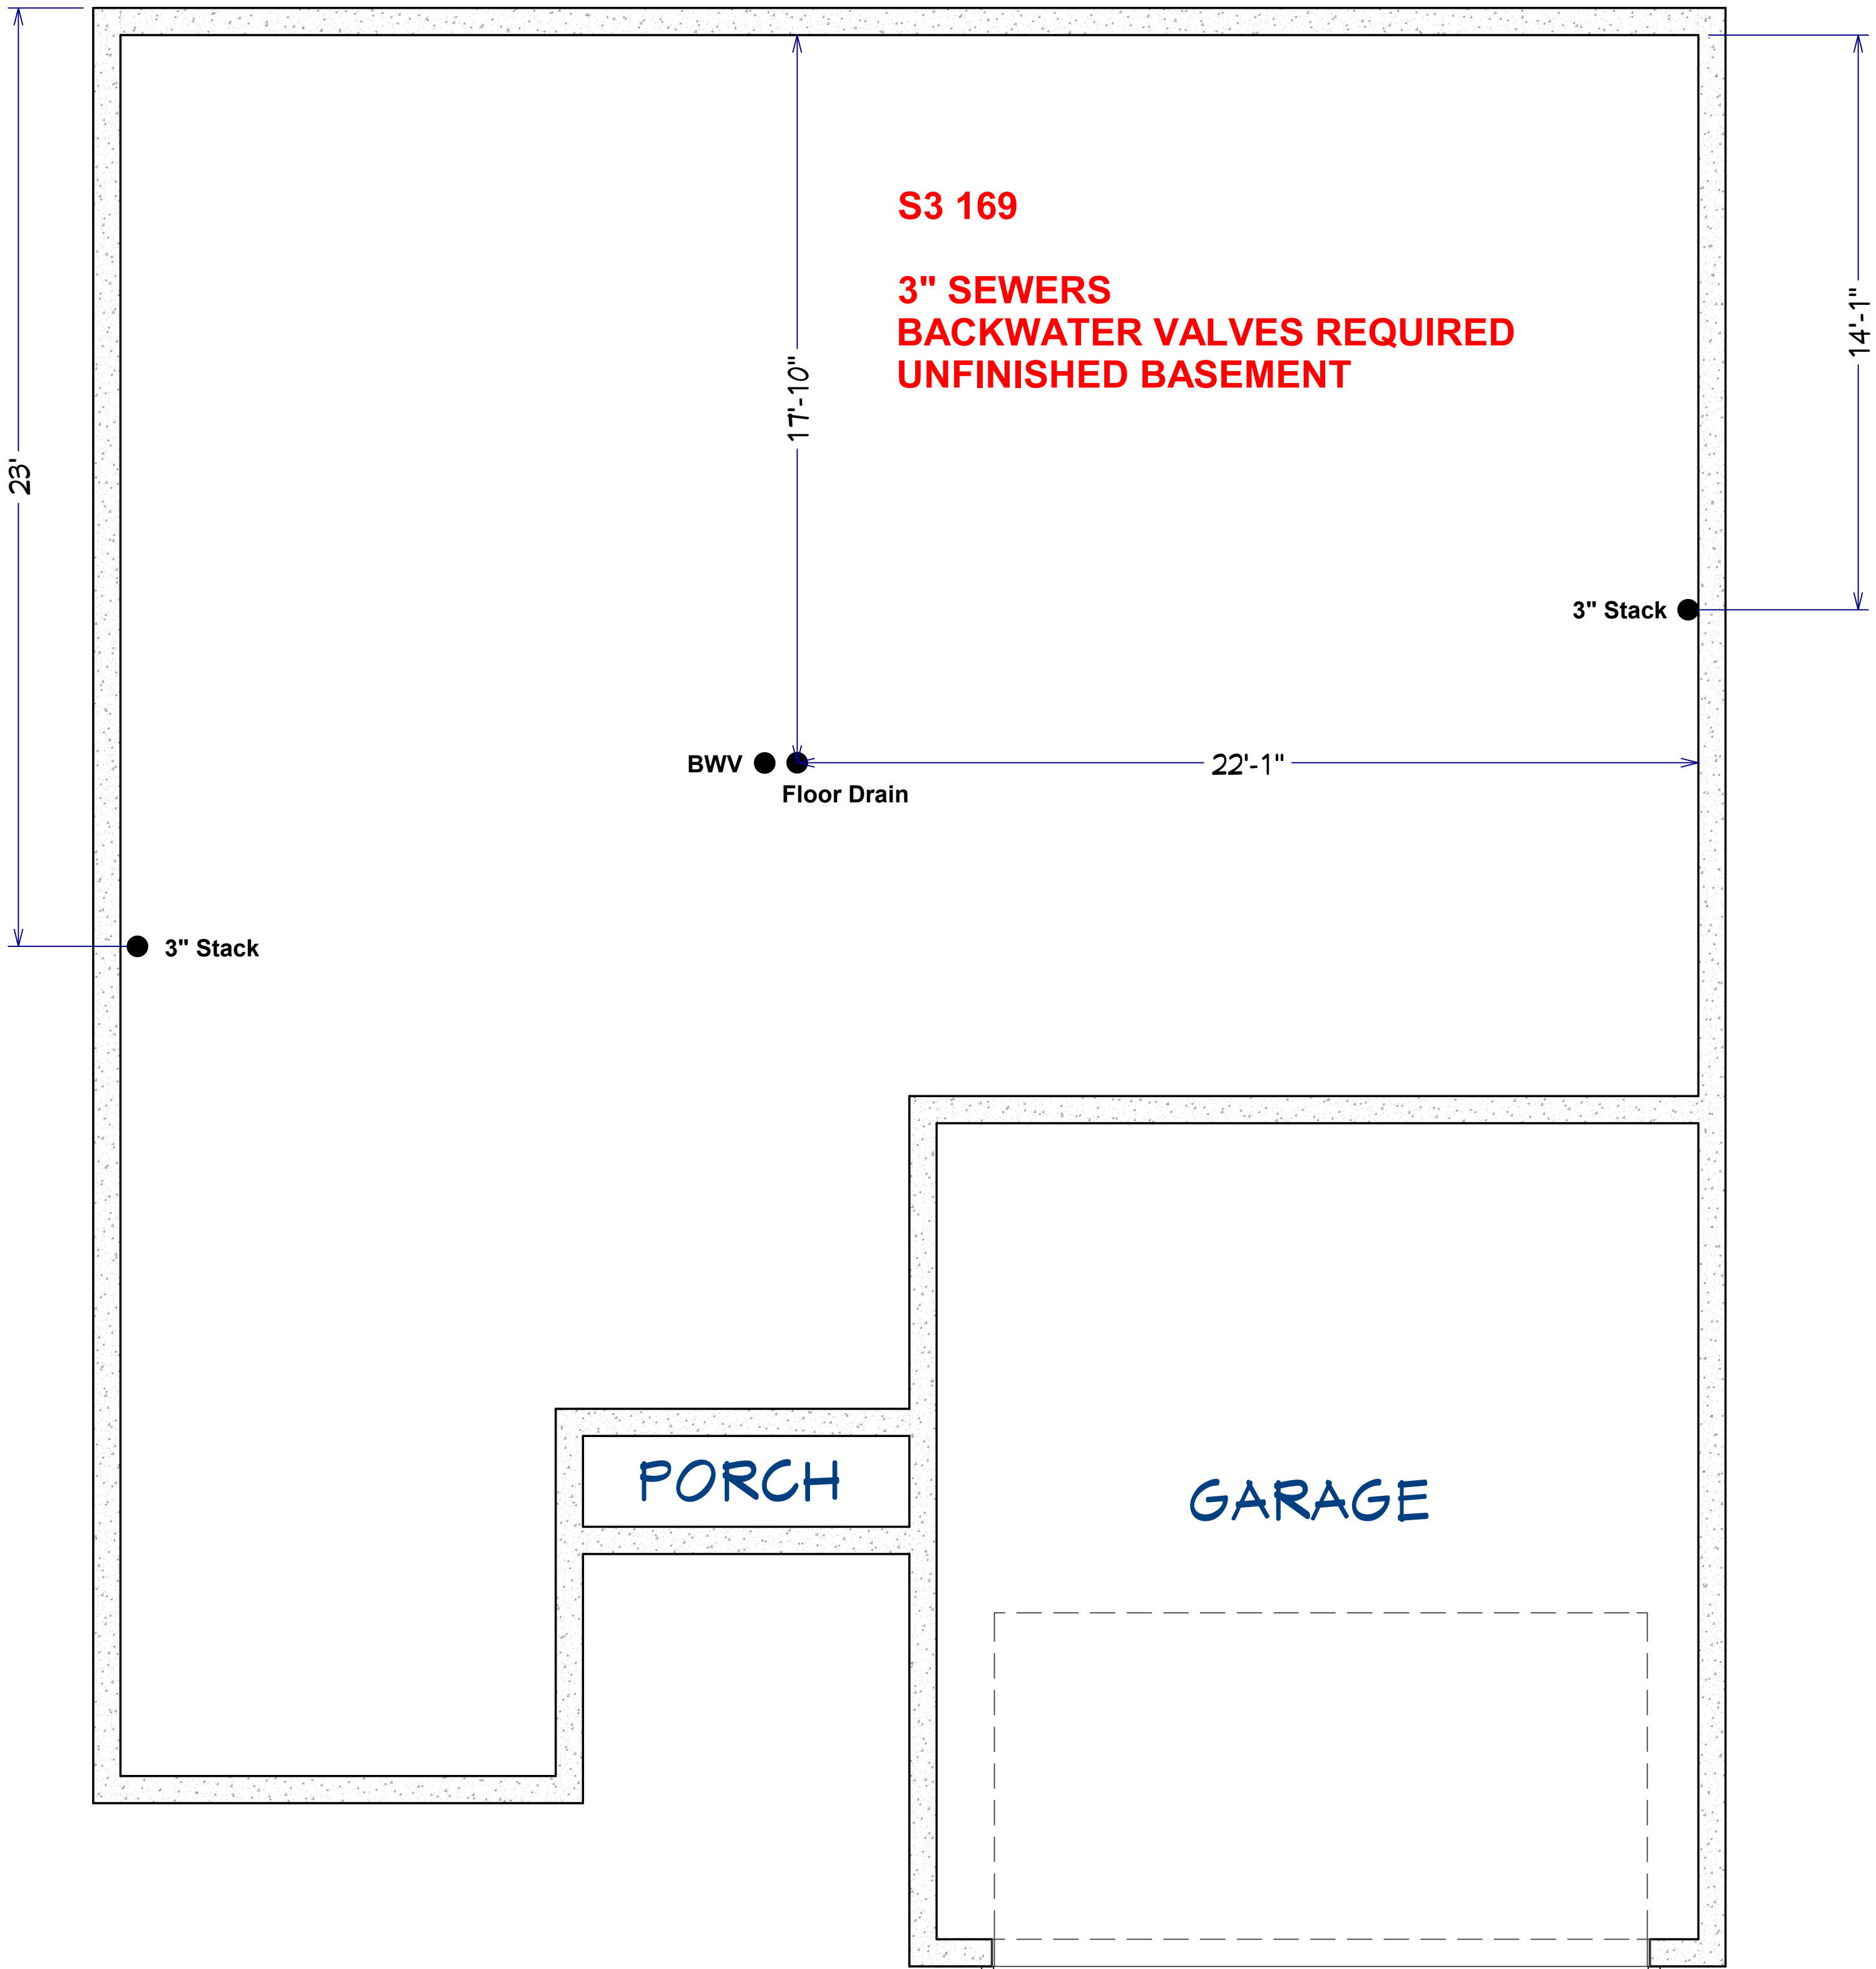 S3 169
3" SEWERS
BACKWATER VALVES REQUIRED
UNFINISHED BASEMENT
23'
17'-10"
14'-1"
3" Stack
BWV
Floor Drain
22'-1"
3" Stack
PORCH
GARAGE